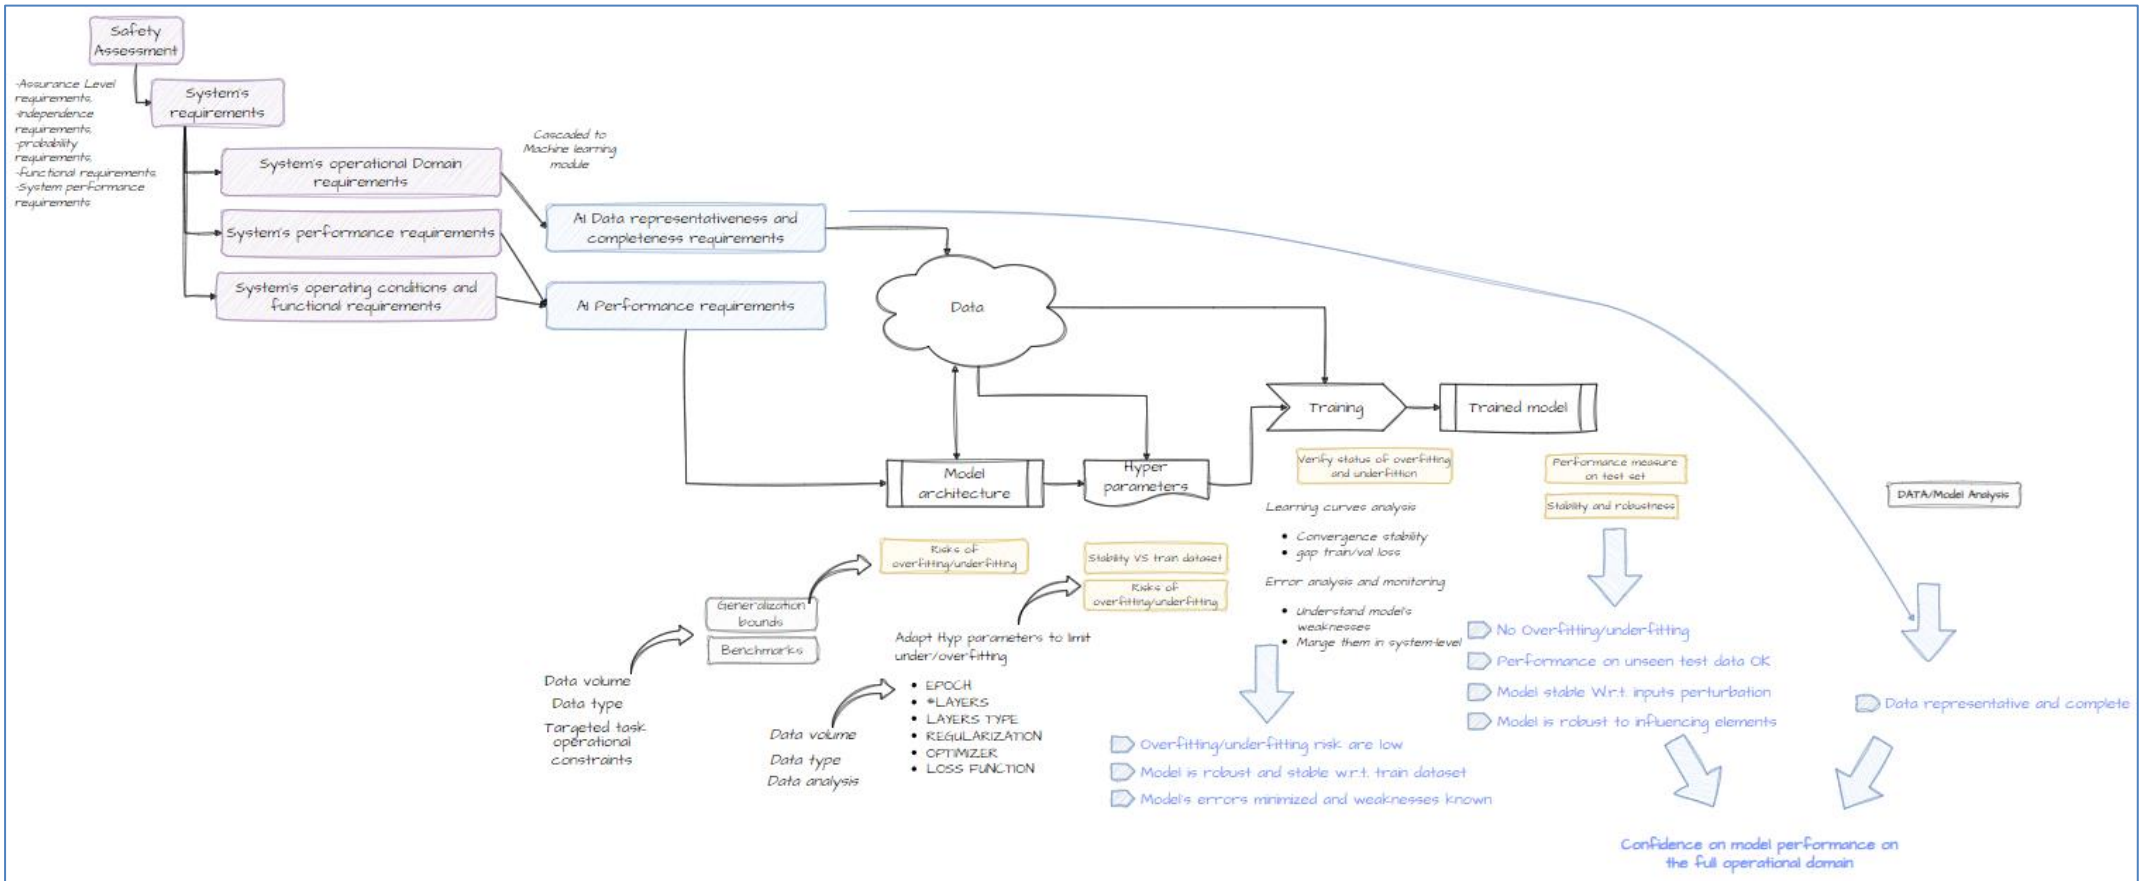 Safety
Assessment
-Assurance Level
requirements,
-independence
requirements,
-probability
requirements,
-functional requirements
-System performance
requirements
System's
requirements
System's operational Domain
requirements
System's performance requirements
System's operating conditions and
functional requirements
Cascaded to
Machine learning
module
AI Data representativeness and
completeness requirements
AI Performance requirements
Data
Model
architecture
Hyper
parameters
Training
Trained model
Verify status of overfitting
and underfittion
Performance measure
on test set
Stability and robustness
DATA/Model Analysis
Learning curves analysis
Convergence stability
gap train/val loss
Error analysis and monitoring
Understand model's
weaknesses
Mange them in system-level
Risks of
overfitting/underfitting
Stability VS train dataset
Risks of
overfitting/underfitting
Generalization
bounds
Benchmarks
Data volume
Data type
Targeted task
operational
constraints
Adapt Hyp parameters to limit
under/overfitting
EPOCH
#LAYERS
LAYERS TYPE
REGULARIZATION
OPTIMIZER
LOSS FUNCTION
Data volume
Data type
Data analysis
Overfitting/underfitting risk are low
Model is robust and stable w.r.t. train dataset
Model's errors minimized and weaknesses known
No Overfitting/underfitting
Performance on unseen test data OK
Model stable W.r.t. inputs perturbation
Model is robust to influencing elements
Data representative and complete
Confidence on model performance on
the full operational domain